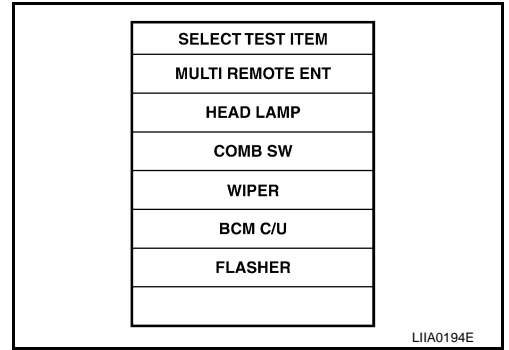 SELECT TEST ITEM
MULTI REMOTE ENT
HEAD LAMP
COMB SW
WIPER
BCM C/U
FLASHER
LIIA0194E